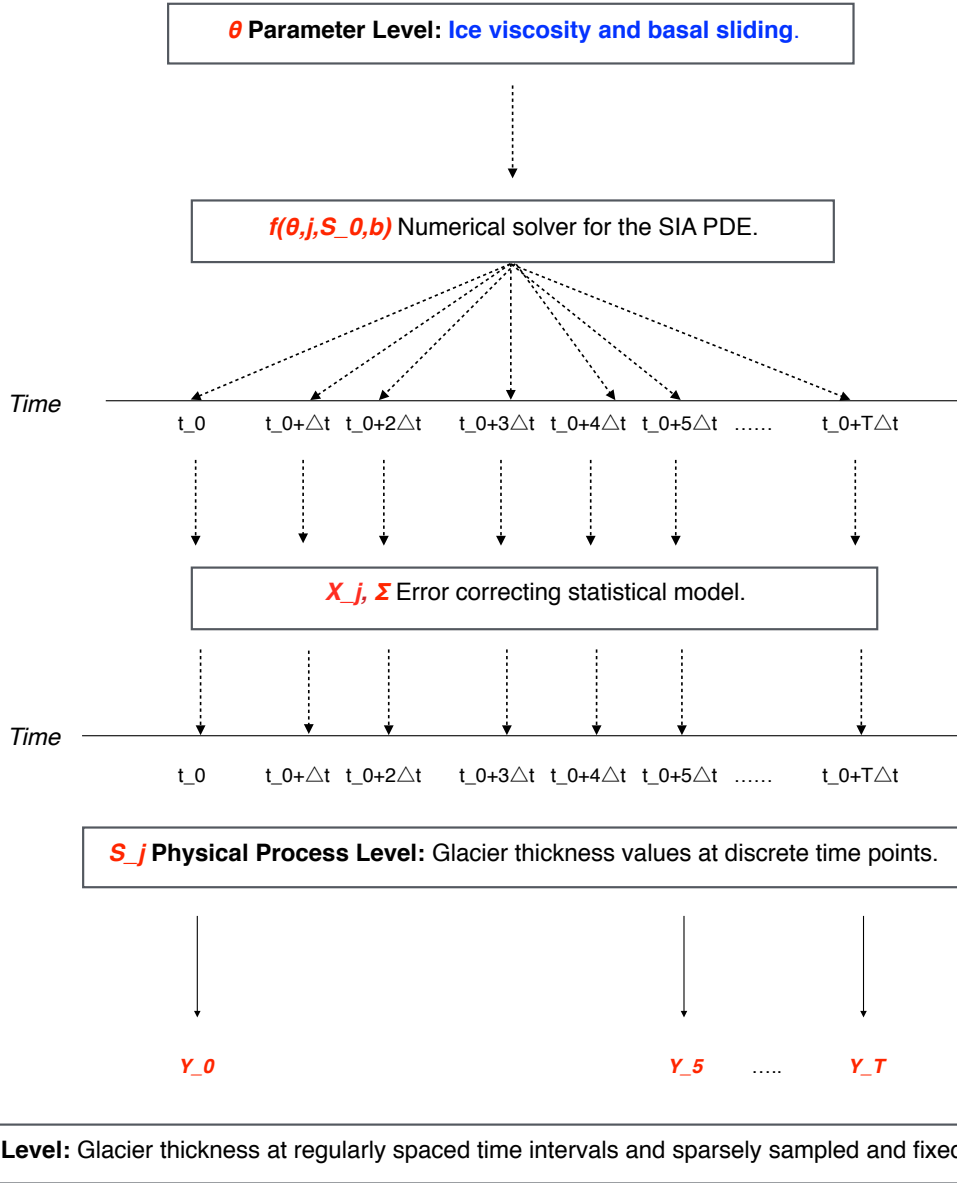 θ Parameter Level: Ice viscosity and basal sliding.
f(θ,j,S_0,b) Numerical solver for the SIA PDE.
Time
t_0 t_0+△t t_0+2△t t_0+3△t t_0+4△t t_0+5△t …… t_0+T△t
X_j, Σ Error correcting statistical model.
Time
t_0 t_0+△t t_0+2△t t_0+3△t t_0+4△t t_0+5△t …… t_0+T△t
S_j Physical Process Level: Glacier thickness values at discrete time points.
Y_0 Y_5 ….. Y_T
Level: Glacier thickness at regularly spaced time intervals and sparsely sampled and fixed